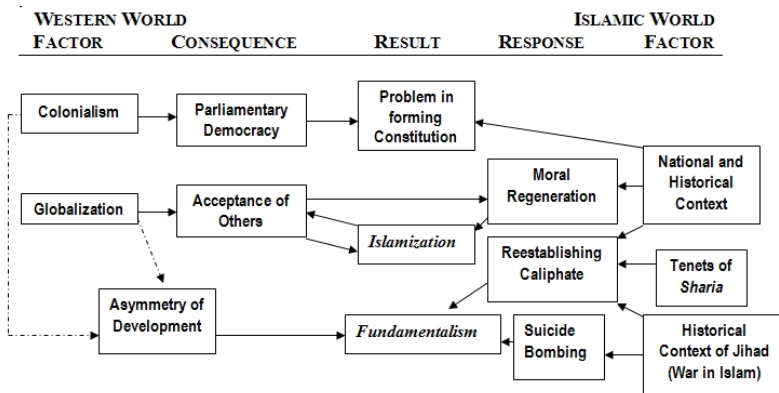 WESTERN WORLD ISLAMIC WORLD
FACTOR CONSEQUENCE RESULT RESPONSE FACTOR
Colonialism
Parliamentary
Democracy
Problem in
forming
Constitution
National and
Historical
Context
Globalization
Acceptance of
Others
Moral
Regeneration
Islamization
Reestablishing
Caliphate
Tenets of
Sharia
Asymmetry of
Development
Fundamentalism
Suicide
Bombing
Historical
Context of Jihad
(War in Islam)